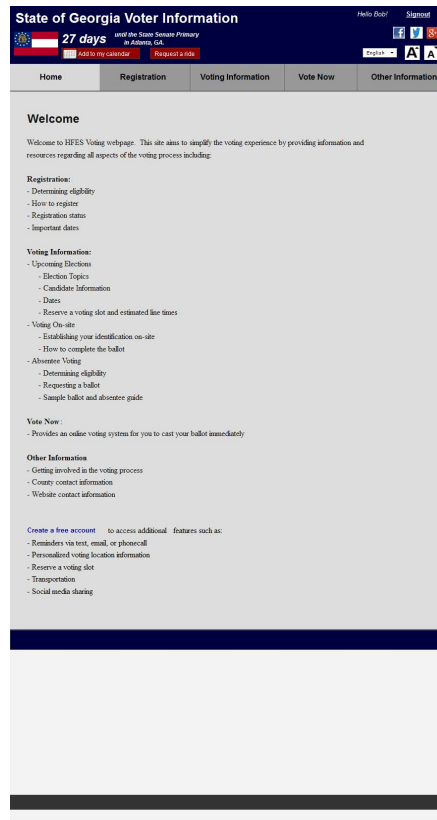 State of Georgia Voter Information
Hello Bob! Signout
27 days until the State Senate Primary
in Atlanta, GA.
Add to my calendar Request a ride
English A A
Home Registration Voting Information Vote Now Other Information
Welcome
Welcome to HFES Voting webpage. This site aims to simplify the voting experience by providing information and
resources regarding all aspects of the voting process including:
Registration:
- Determining eligibility
- How to register
- Registration status
- Important dates
Voting Information:
- Upcoming Elections
- Election Topics
- Candidate Information
- Dates
- Reserve a voting slot and estimated line times
- Voting On-site
- Establishing your identification on-site
- How to complete the ballot
- Absentee Voting
- Determining eligibility
- Requesting a ballot
- Sample ballot and absentee guide
Vote Now :
- Provides an online voting system for you to cast your ballot immediately
Other Information
- Getting involved in the voting process
- County contact information
- Website contact information
Create a free account to access additional features such as:
- Reminders via text, email, or phonecall
- Personalized voting location information
- Reserve a voting slot
- Transportation
- Social media sharing